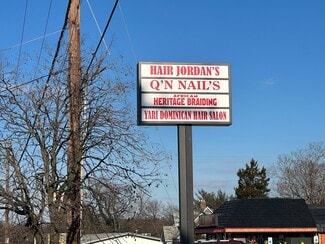 HAIR JORDAN'S
Q'N NAIL'S
AFRICAN
HERITAGE BRAIDING
YARI DOMINICAN HAIR SALON